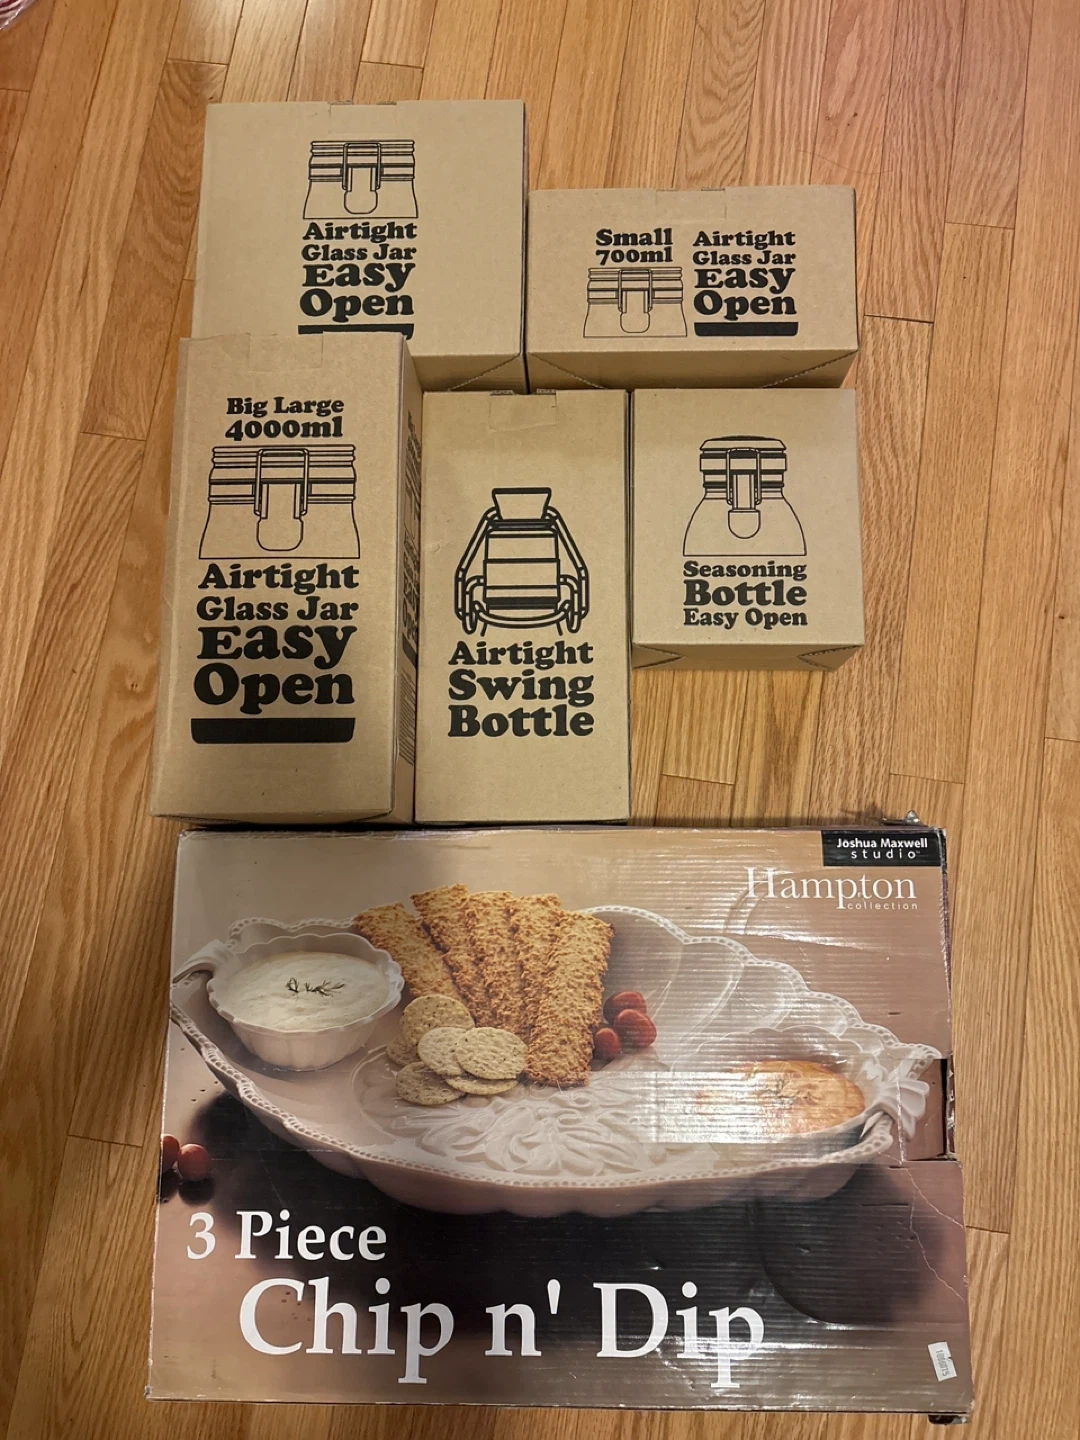 Airtight
Glass Jar
Easy
Open
Small
700ml
Airtight
Glass Jar
Easy
Open
Big Large
4000ml
Airtight
Glass Jar
Easy
Open
Airtight
Swing
Bottle
Seasoning
Bottle
Easy Open
Joshua Maxwell
studio
Hampton
collection
3 Piece
Chip n' Dip